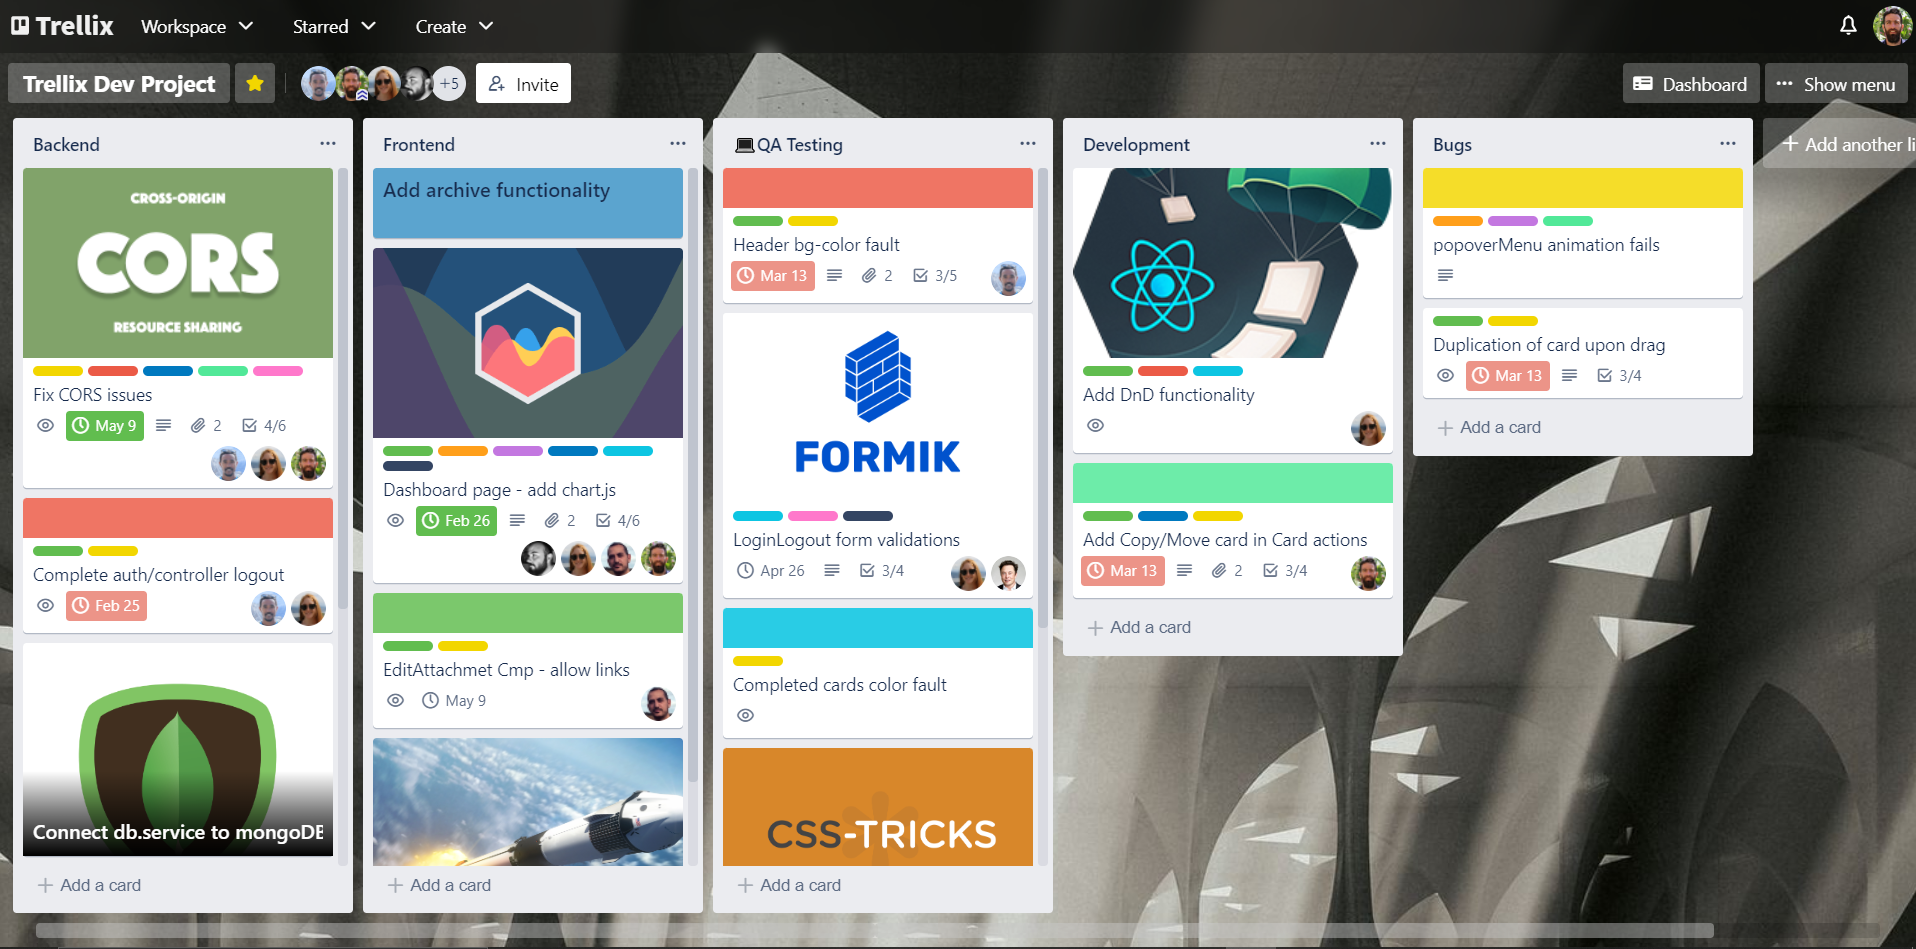 Trellix
Workspace
Starred
Create
Trellix Dev Project
+5
Invite
Dashboard
Show menu
Backend
CROSS-ORIGIN
CORS
RESOURCE SHARING
Fix CORS issues
May 9
2
4/6
Complete auth/controller logout
Feb 25
Connect db.service to mongoDB
Add a card
Frontend
Add archive functionality
Dashboard page - add chart.js
Feb 26
2
4/6
EditAttachmet Cmp - allow links
May 9
Add a card
QA Testing
Header bg-color fault
Mar 13
2
3/5
FORMIK
LoginLogout form validations
Apr 26
3/4
Completed cards color fault
CSS-TRICKS
Add a card
Development
Add DnD functionality
Add Copy/Move card in Card actions
Mar 13
2
3/4
Add a card
Bugs
popoverMenu animation fails
Duplication of card upon drag
Mar 13
3/4
Add a card
Add another li